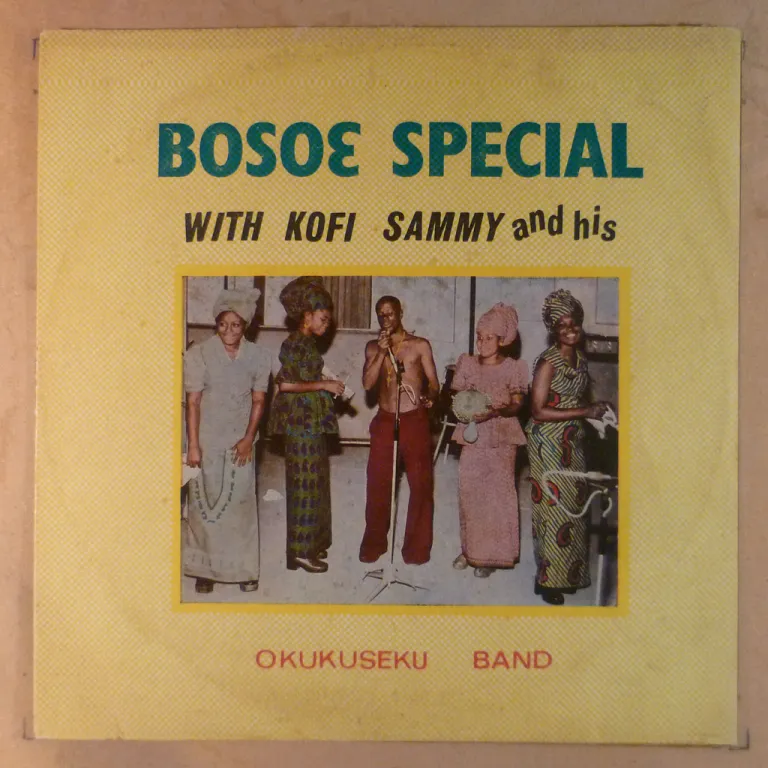 BOSOƐ SPECIAL
WITH KOFI SAMMY and his
OKUKUSEKU BAND